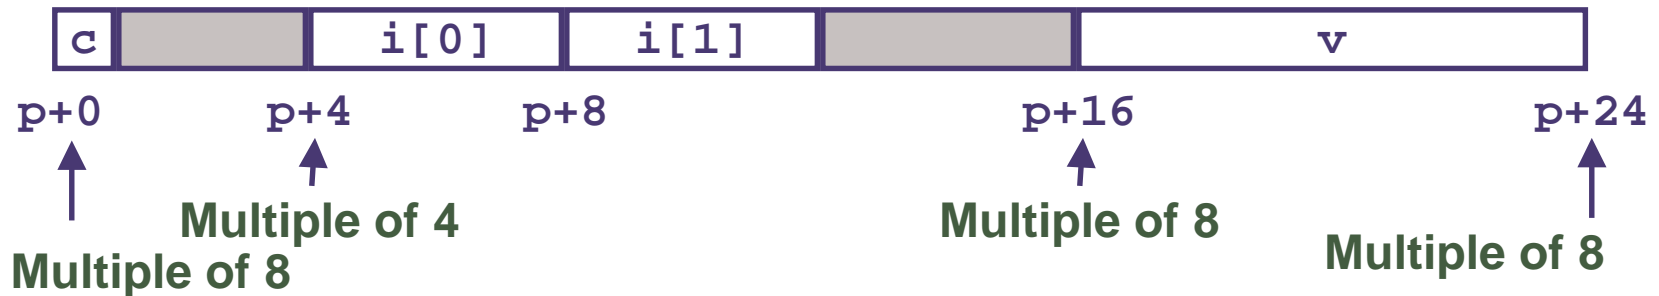 c i[0] i[1] v
p+0 p+4 p+8 p+16 p+24
Multiple of 4 Multiple of 8 Multiple of 8
Multiple of 8